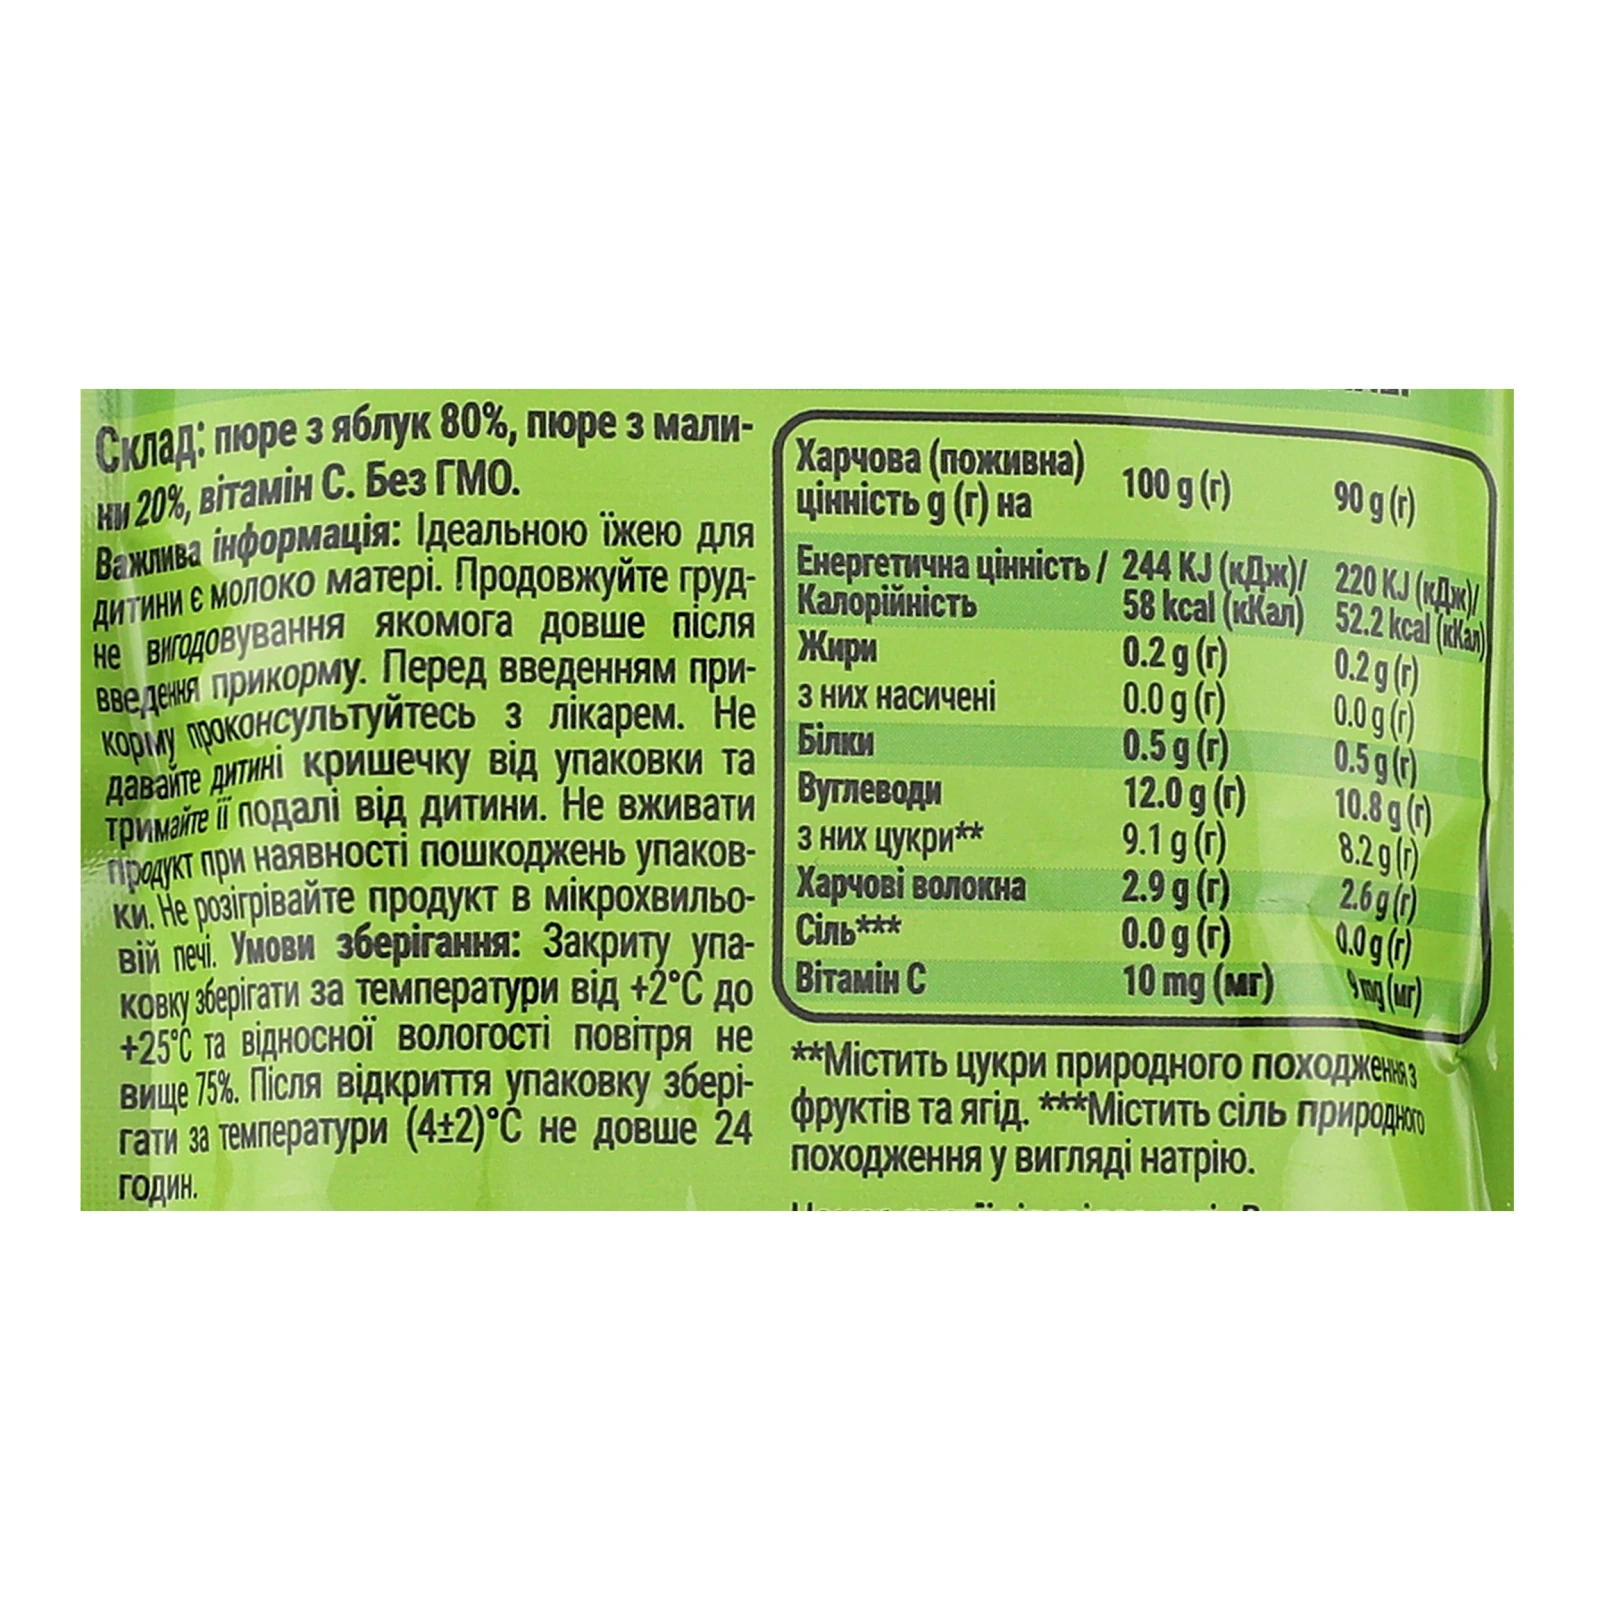 Склад: пюре з яблук 80%, пюре з мали-
ни 20%, вітамін С. Без ГМО.
Важлива інформація: Ідеальною їжею для
дитини є молоко матері. Продовжуйте груд-
не вигодовування якомога довше після
введення прикорму. Перед введенням при-
корму проконсультуйтесь з лікарем. Не
давайте дитині кришечку від упаковки та
тримайте її подалі від дитини. Не вживати
продукт при наявності пошкоджень упаков-
ки. Не розігрівайте продукт в мікрохвильо-
вій печі. Умови зберігання: Закриту упа-
ковку зберігати за температури від +2°С до
+25°С та відносної вологості повітря не
вище 75%. Після відкриття упаковку збері-
гати за температури (4±2)°С не довше 24
годин.
Харчова (поживна)
цінність g (г) на 100 g (г) 90 g (г)
Енергетична цінність / 244 KJ (кДж)/ 220 KJ (кДж)/
Калорійність 58 kcal (кКал) 52.2 kcal (кКал)
Жири 0.2 g (г) 0.2 g (г)
з них насичені 0.0 g (г) 0.0 g (г)
Білки 0.5 g (г) 0.5 g (г)
Вуглеводи 12.0 g (г) 10.8 g (г)
з них цукри** 9.1 g (г) 8.2 g (г)
Харчові волокна 2.9 g (г) 2.6 g (г)
Сіль*** 0.0 g (г) 0.0 g (г)
Вітамін С 10 mg (мг) 9 mg (мг)
**Містить цукри природного походження з
фруктів та ягід. ***Містить сіль природного
походження у вигляді натрію.